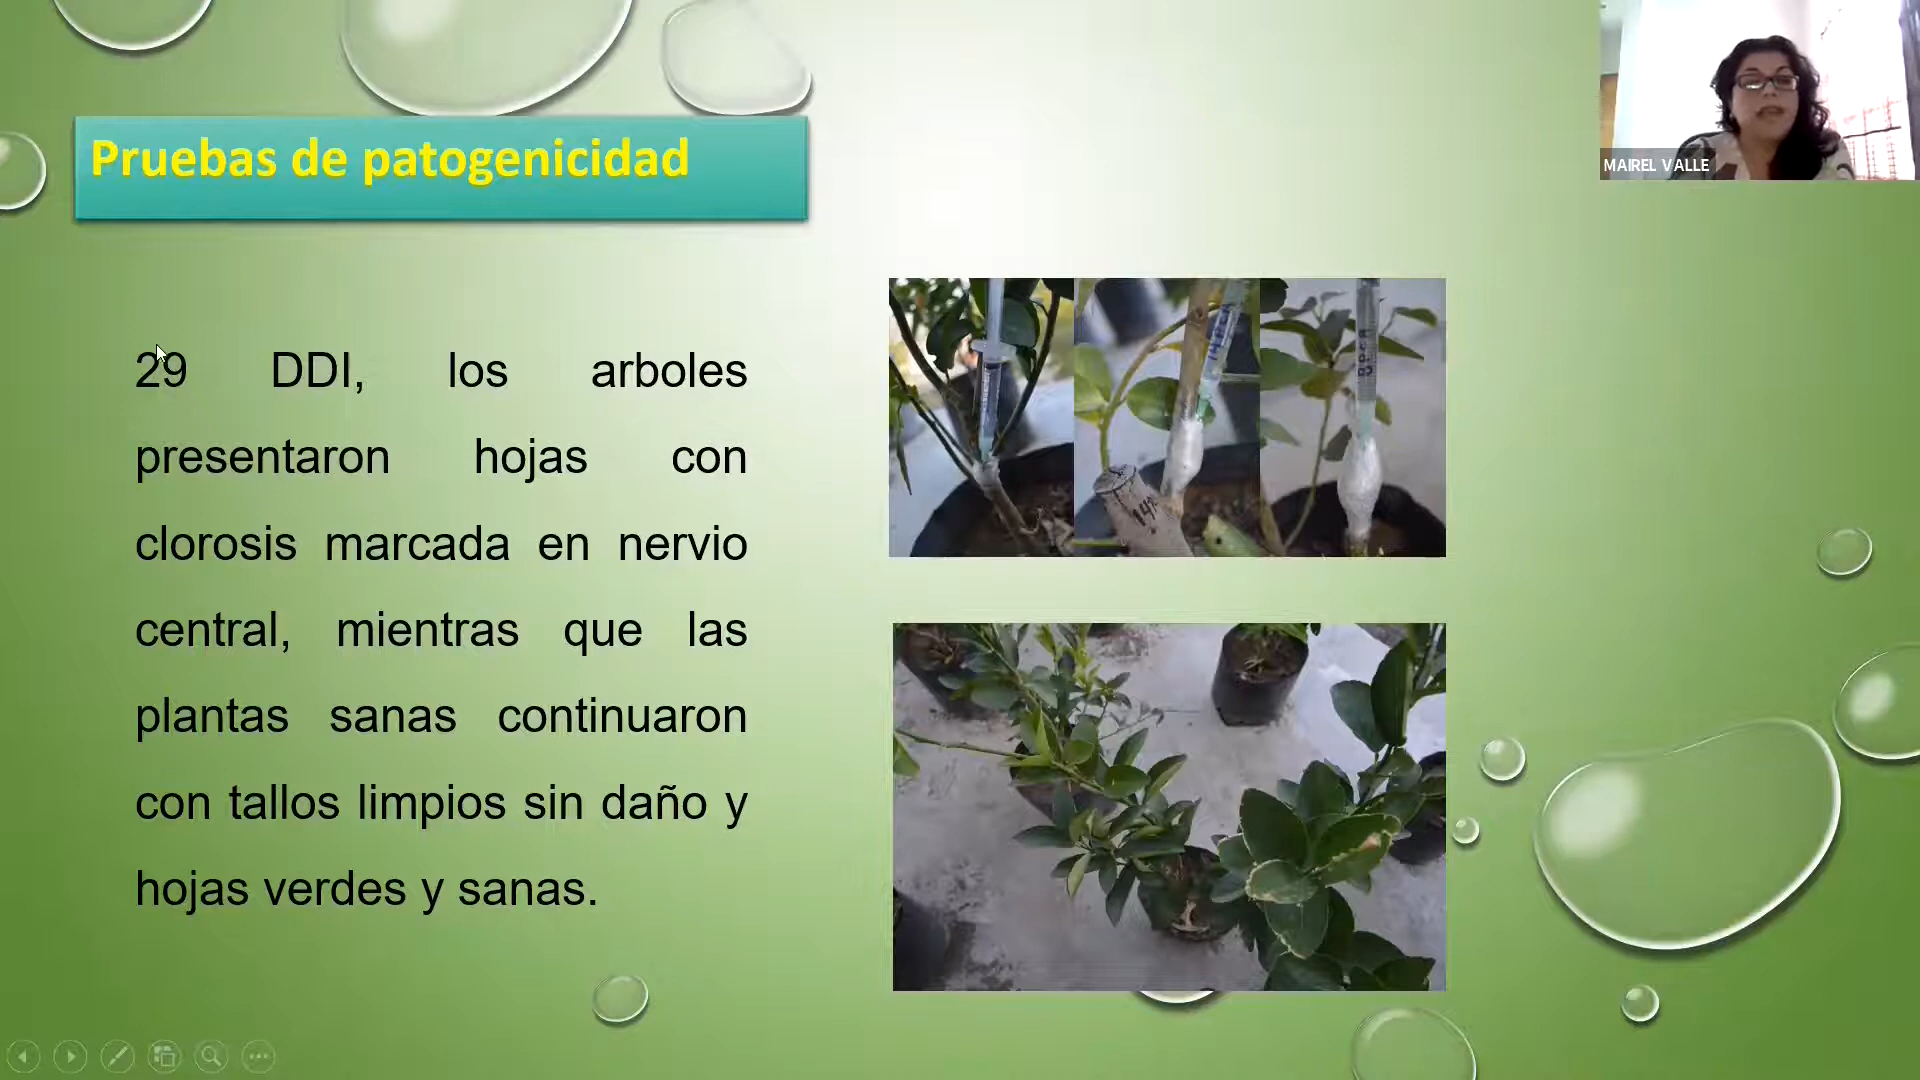 Pruebas de patogenicidad
MAIREL VALLE
29 DDI, los arboles
presentaron hojas con
clorosis marcada en nervio
central, mientras que las
plantas sanas continuaron
con tallos limpios sin daño y
hojas verdes y sanas.